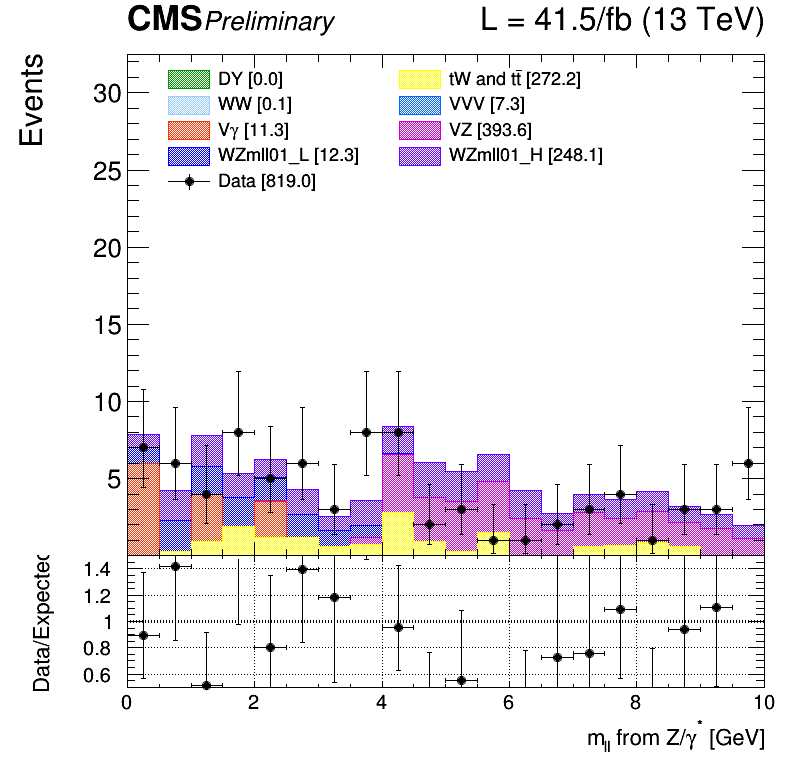 CMS Preliminary L = 41.5/fb (13 TeV)
Events
DY [0.0] tW and tt̄ [272.2]
WW [0.1] VVV [7.3]
Vγ [11.3] VZ [393.6]
WZmll01_L [12.3] WZmll01_H [248.1]
Data [819.0]
30
25
20
15
10
5
Data/Expected
1.4
1.2
1
0.8
0.6
0 2 4 6 8 10
m_ll from Z/γ* [GeV]